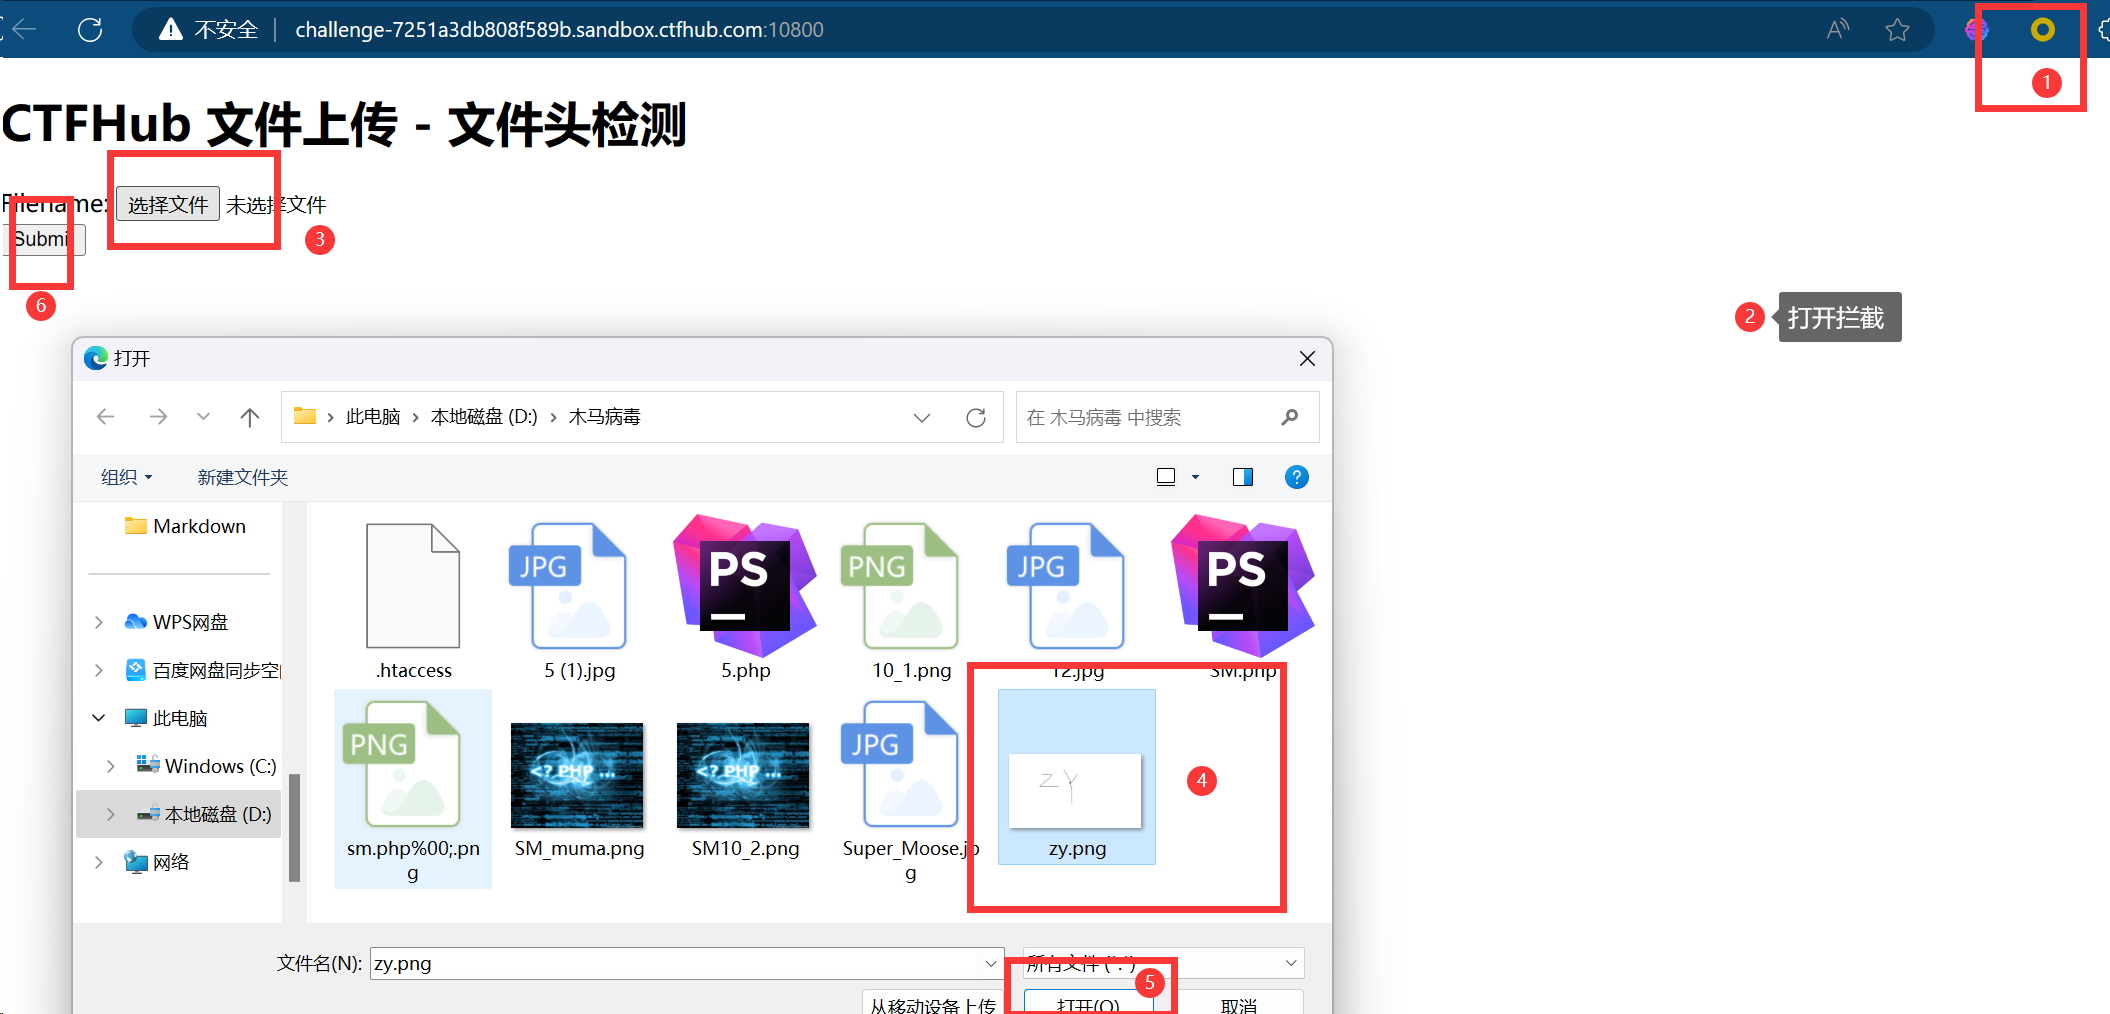 不安全 challenge-7251a3db808f589b.sandbox.ctfhub.com:10800
1
CTFHub 文件上传 - 文件头检测
Filename: 选择文件 未选择文件
3
Submit
6
2 打开拦截
打开
此电脑 › 本地磁盘 (D:) › 木马病毒
在 木马病毒 中搜索
组织 新建文件夹
Markdown
WPS网盘
百度网盘同步空
此电脑
Windows (C:)
本地磁盘 (D:)
网络
JPG PS PNG JPG PS
.htaccess 5 (1).jpg 5.php 10_1.png 12.jpg SM.php
PNG <? PHP ... <? PHP ... JPG ZY
4
sm.php%00;.png SM_muma.png SM10_2.png Super_Moose.jpg zy.png
文件名(N): zy.png 所有文件 (*.*)
5
从移动设备上传 打开(O) 取消